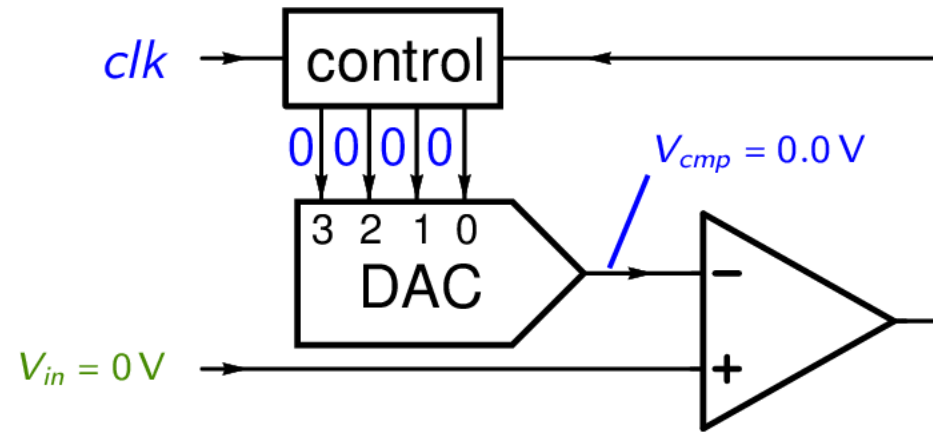 clk
control
0 0 0 0
V_cmp = 0.0 V
3 2 1 0
DAC
−
V_in = 0 V
+